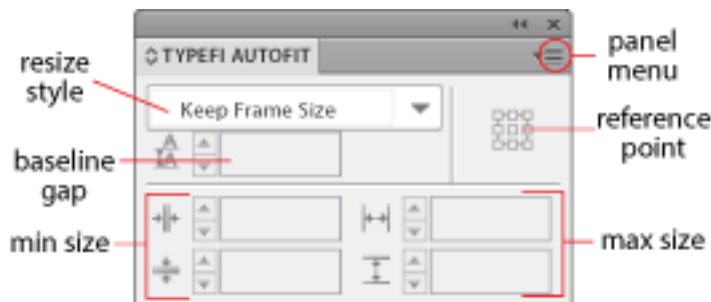 TYPEFI AUTOFIT
panel
menu
resize
style
Keep Frame Size
reference
point
baseline
gap
min size
max size